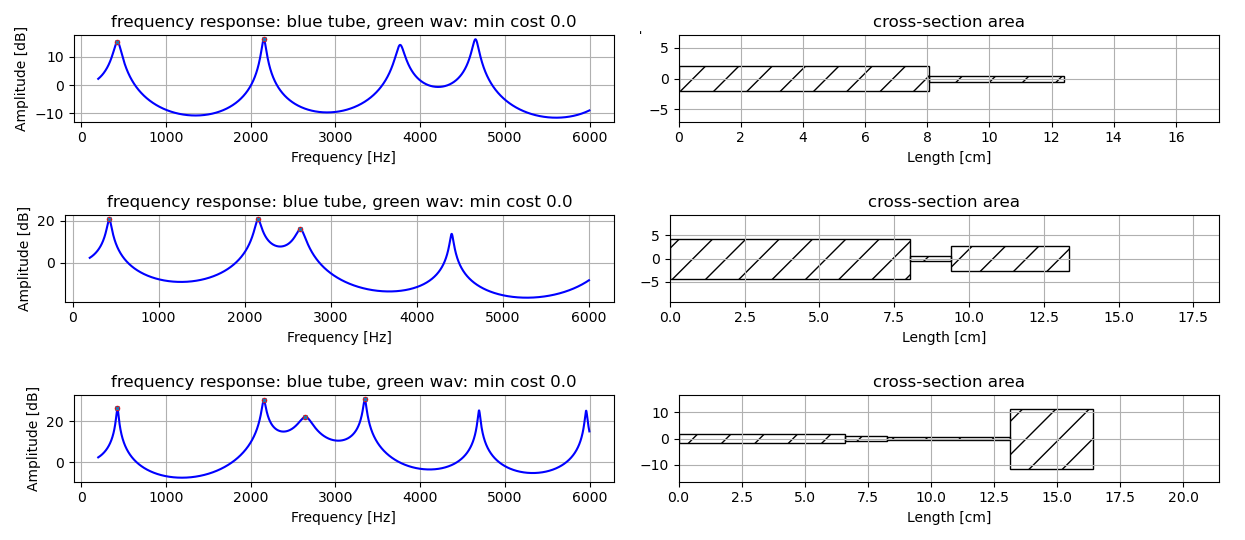 frequency response: blue tube, green wav: min cost 0.0
Amplitude [dB]
10
0
−10
0 1000 2000 3000 4000 5000 6000
Frequency [Hz]
cross-section area
5
0
−5
0 2 4 6 8 10 12 14 16
Length [cm]
frequency response: blue tube, green wav: min cost 0.0
Amplitude [dB]
20
0
0 1000 2000 3000 4000 5000 6000
Frequency [Hz]
cross-section area
5
0
−5
0.0 2.5 5.0 7.5 10.0 12.5 15.0 17.5
Length [cm]
frequency response: blue tube, green wav: min cost 0.0
Amplitude [dB]
20
0
0 1000 2000 3000 4000 5000 6000
Frequency [Hz]
cross-section area
10
0
−10
0.0 2.5 5.0 7.5 10.0 12.5 15.0 17.5 20.0
Length [cm]